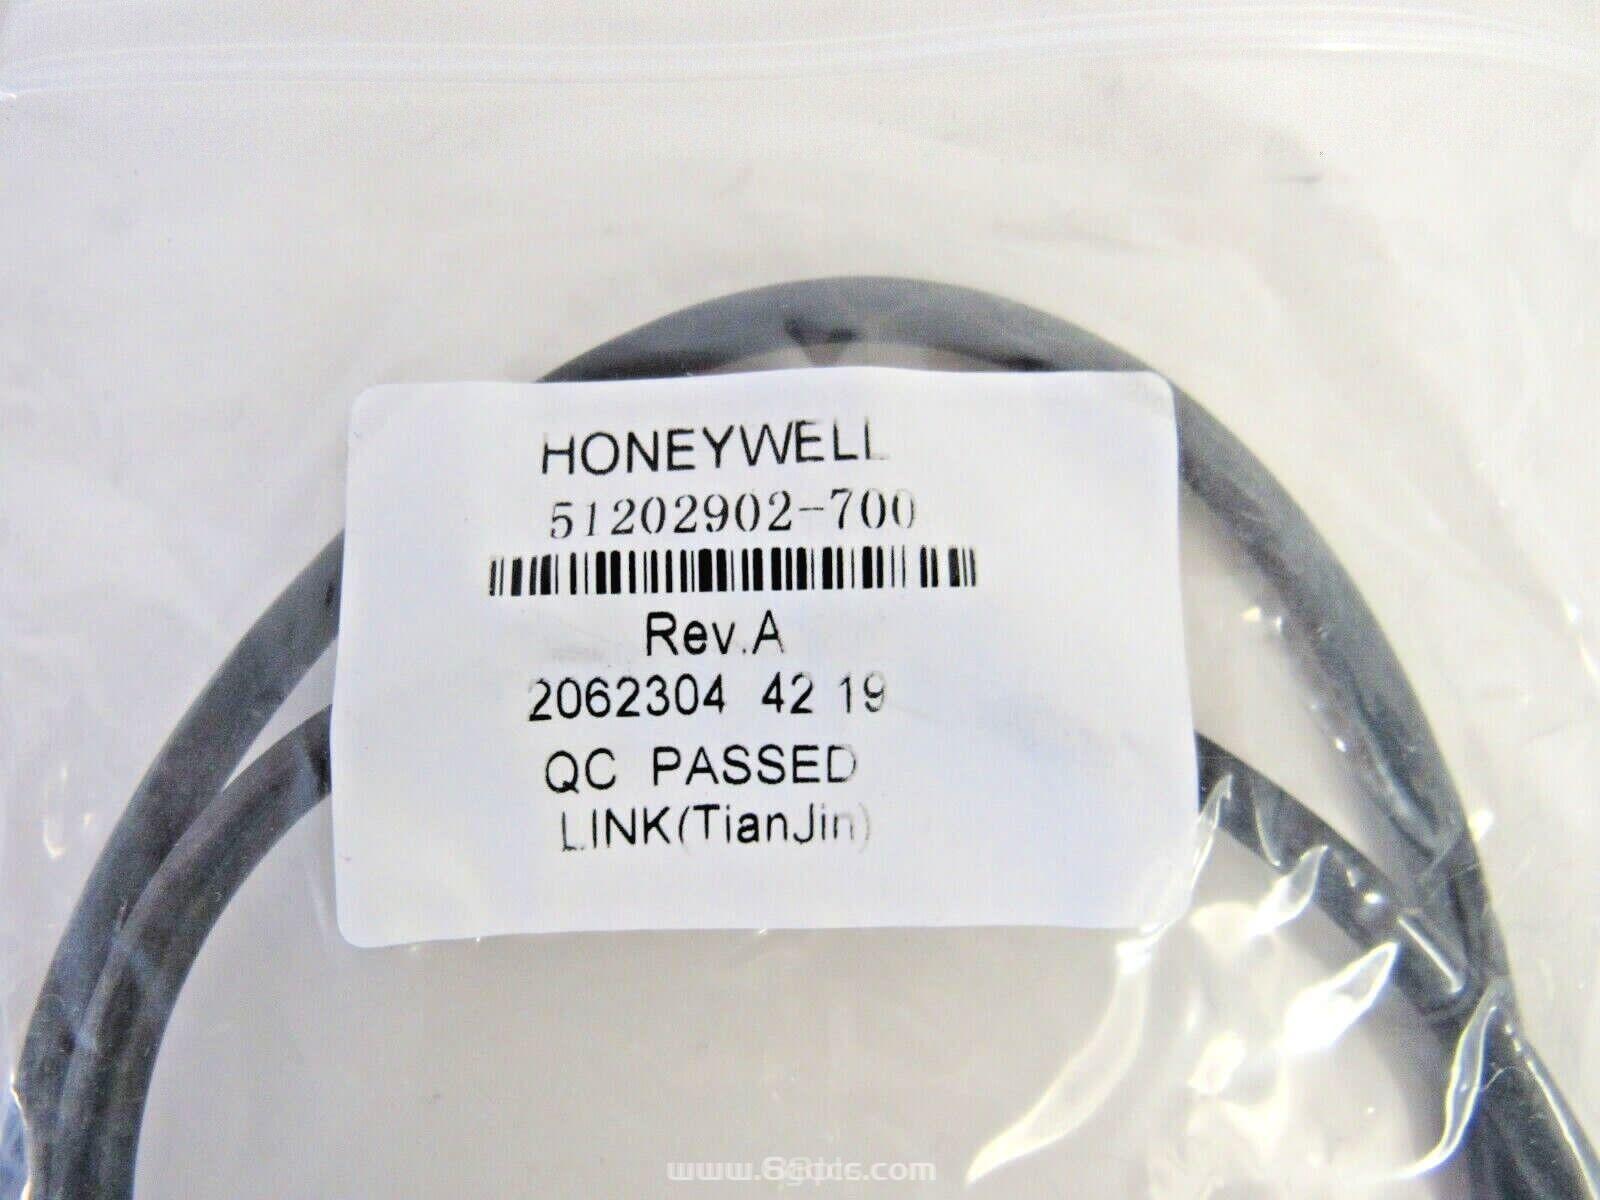 HONEYWELL
51202902-700
Rev.A
2062304 42 19
QC PASSED
LINK(TianJin)